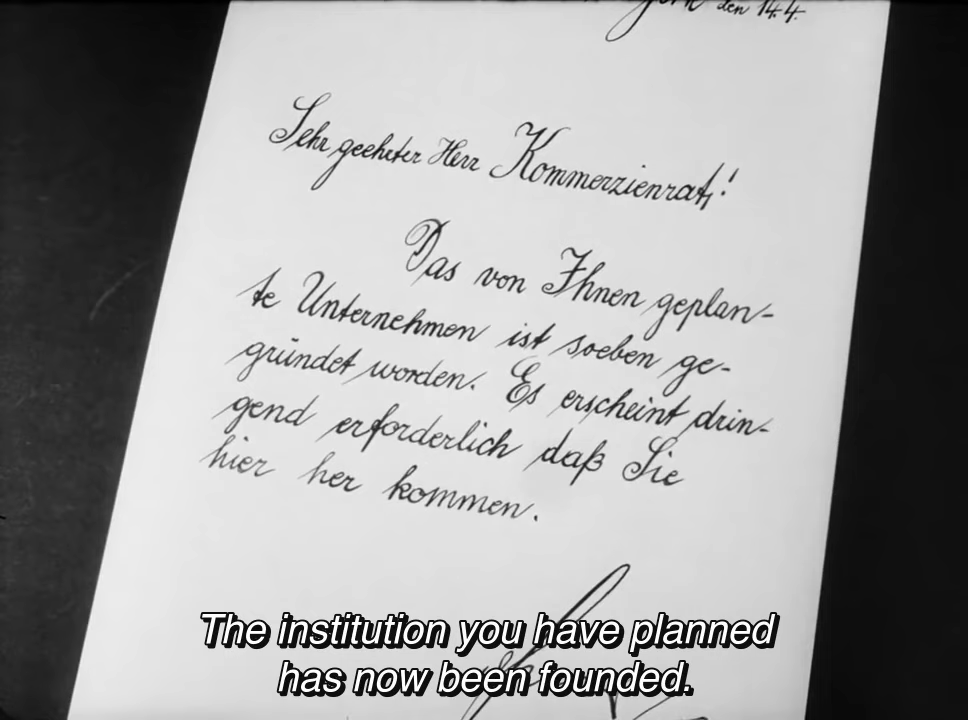 den 14.4.
Sehr geehrter Herr Kommerzienrat!
Das von Ihnen geplan-
te Unternehmen ist soeben ge-
gründet worden. Es erscheint drin-
gend erforderlich daß Sie
hier her kommen.
The institution you have planned
has now been founded.